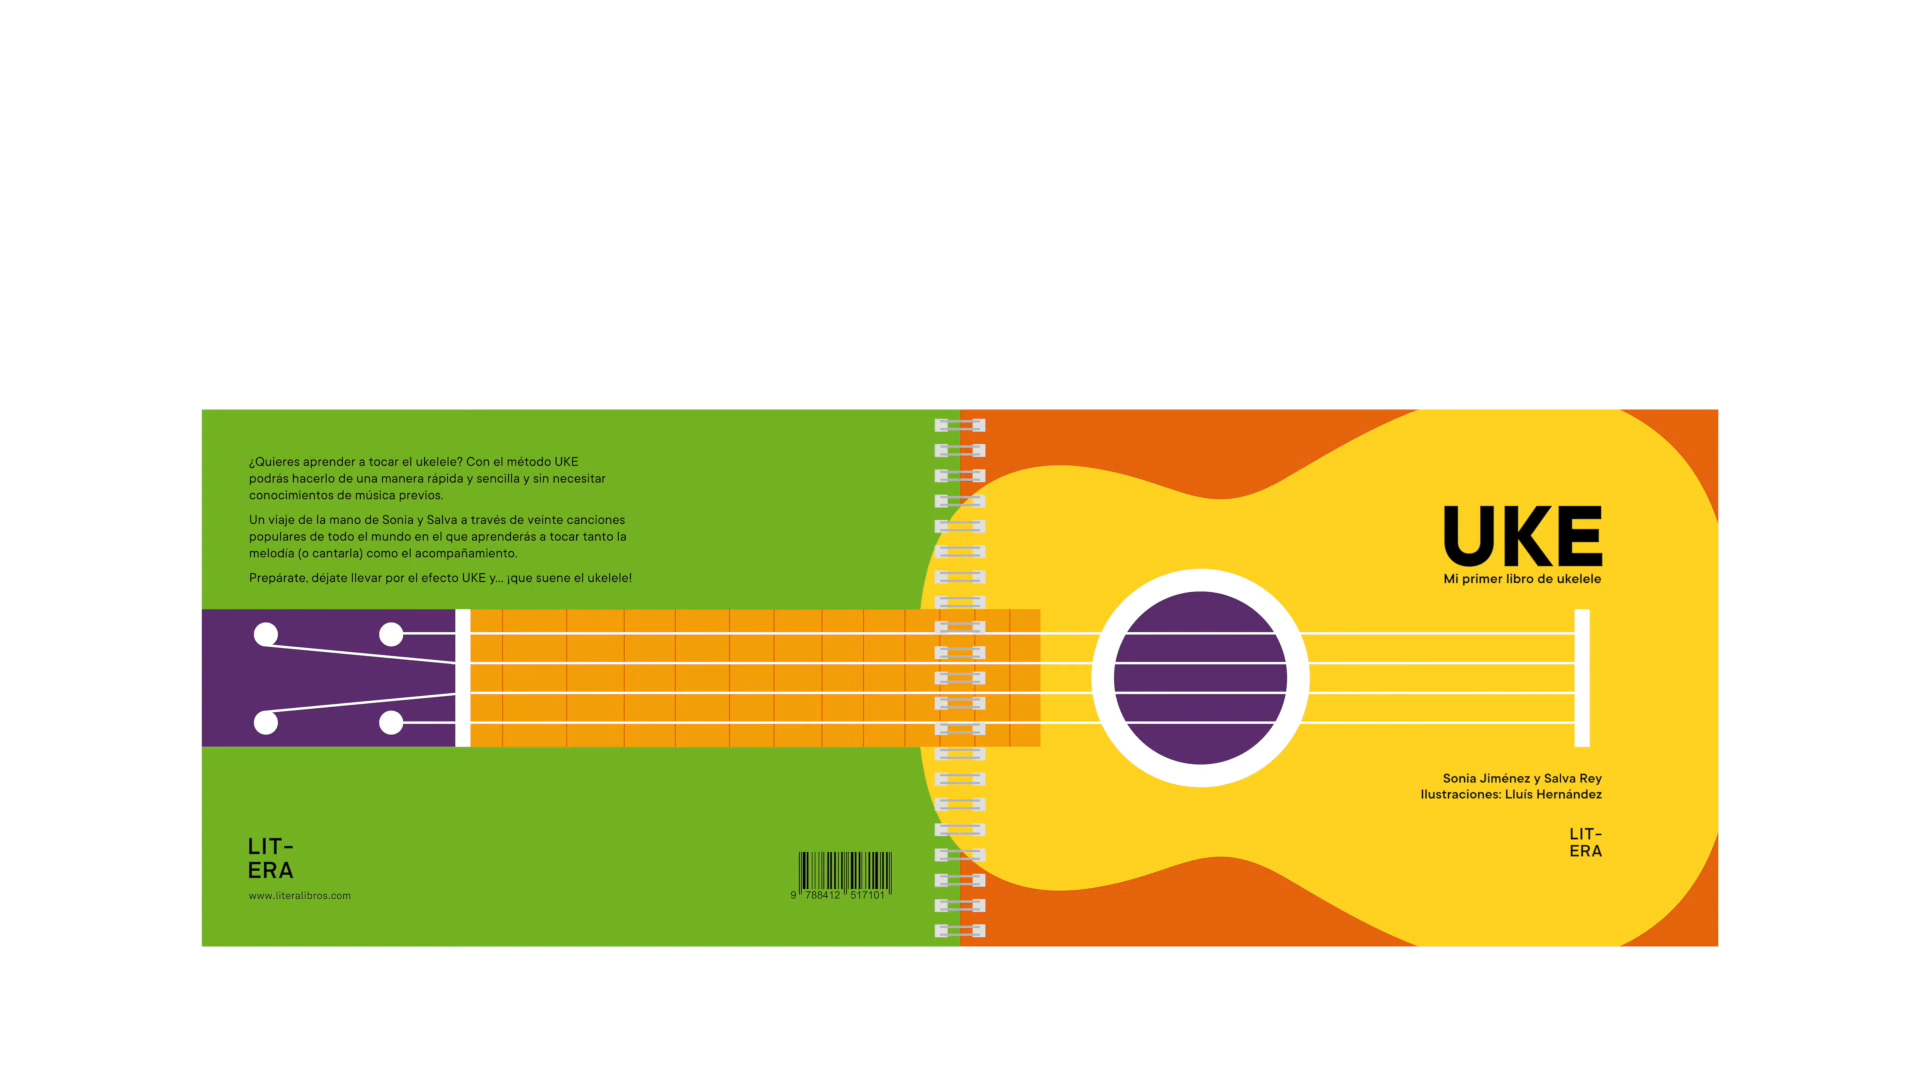 ¿Quieres aprender a tocar el ukelele? Con el método UKE
podrás hacerlo de una manera rápida y sencilla y sin necesitar
conocimientos de música previos.
Un viaje de la mano de Sonia y Salva a través de veinte canciones
populares de todo el mundo en el que aprenderás a tocar tanto la
melodía (o cantarla) como el acompañamiento.
Prepárate, déjate llevar por el efecto UKE y... ¡que suene el ukelele!
LIT-
ERA
www.literalibros.com
9 788412 517101
UKE
Mi primer libro de ukelele
Sonia Jiménez y Salva Rey
Ilustraciones: Lluís Hernández
LIT-
ERA